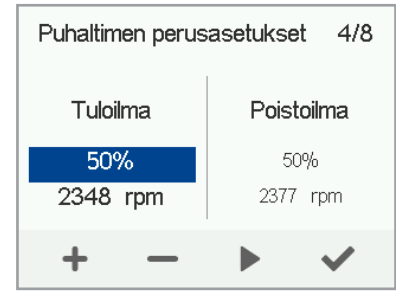 Puhaltimen perusasetukset 4/8
Tuloilma Poistoilma
50% 50%
2348 rpm 2377 rpm